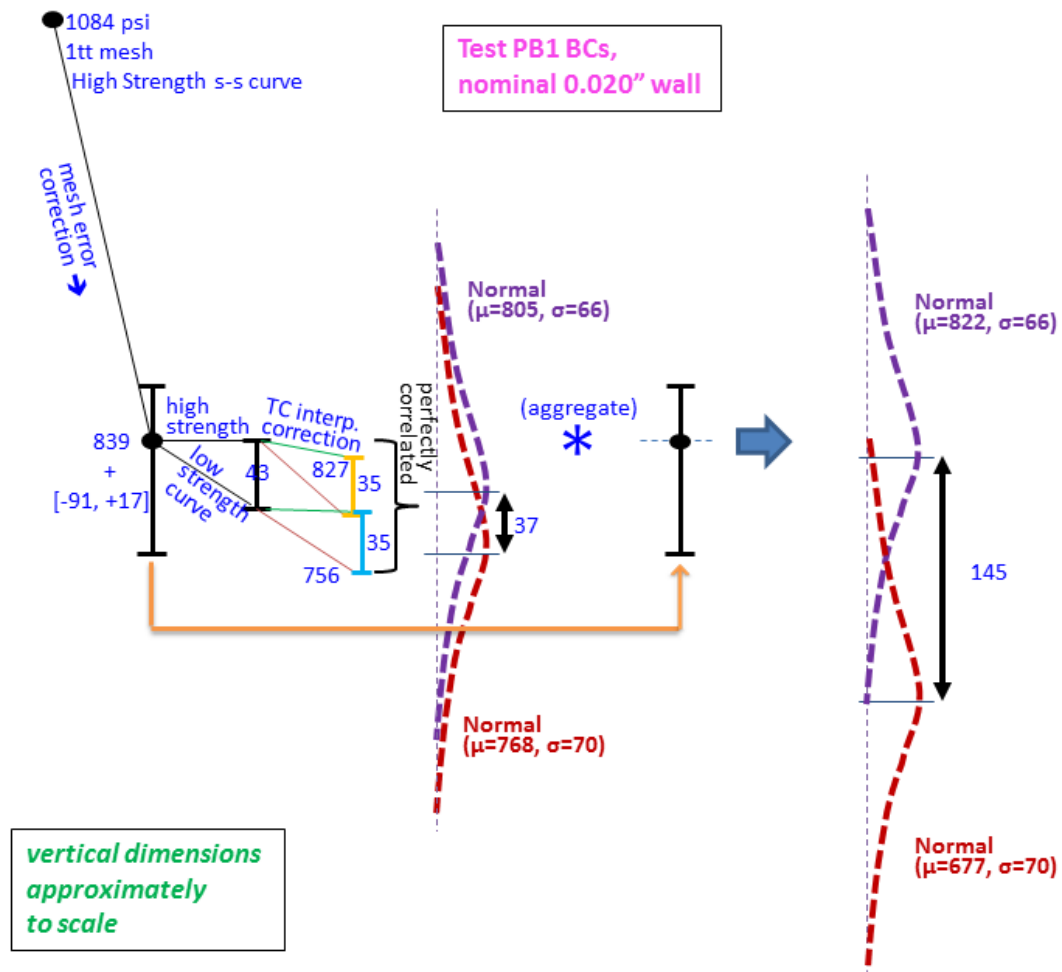 1084 psi
1tt mesh
High Strength s-s curve
Test PB1 BCs,
nominal 0.020” wall
mesh error
correction
Normal
(μ=805, σ=66)
Normal
(μ=822, σ=66)
perfectly
correlated
(aggregate)
*
high
strength
TC interp.
correction
839
+
[-91, +17]
low
strength
curve
43
827
35
35
756
37
145
Normal
(μ=768, σ=70)
Normal
(μ=677, σ=70)
vertical dimensions
approximately
to scale